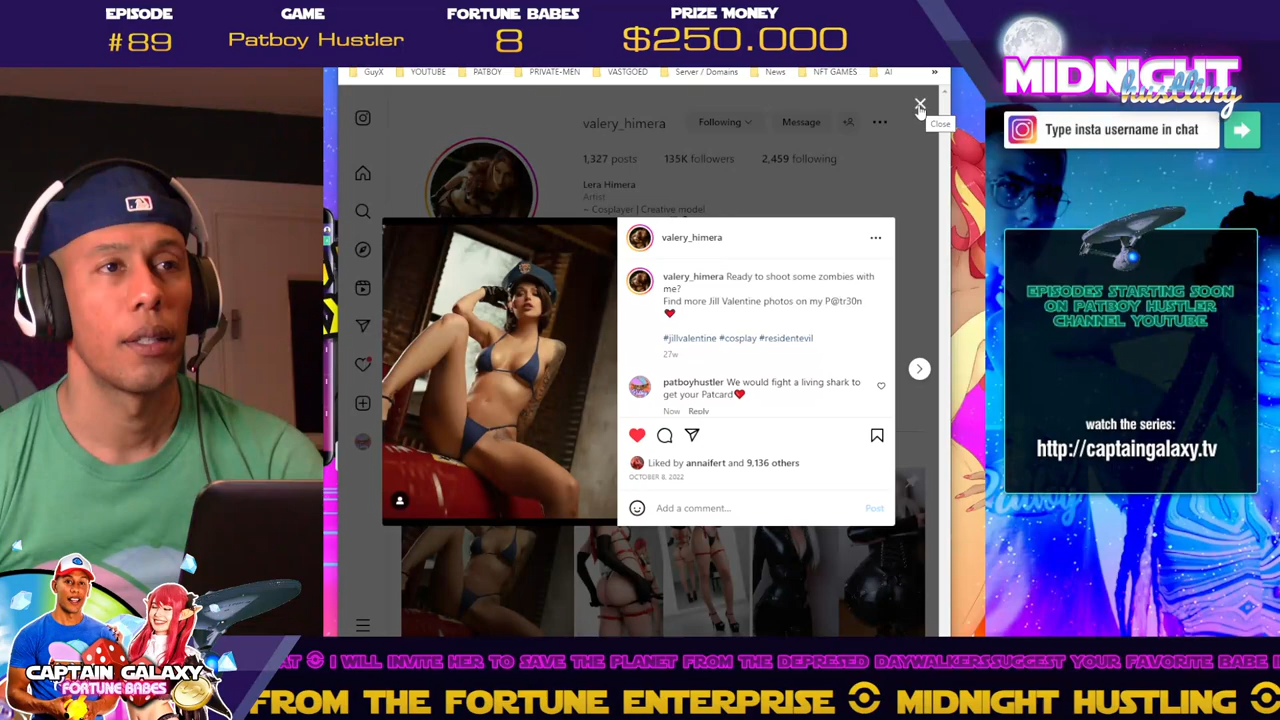 EPISODE
#89
GAME
Patboy Hustler
FORTUNE BABES
8
PRIZE MONEY
$250.000
MIDNIGHT
hustling
Type insta username in chat
GuyX YOUTUBE PATBOY PRIVATE-MEN VASTGOED Server / Domains News NFT GAMES AI »
Close
valery_himera Following Message
1,327 posts 135K followers 2,459 following
Lera Himera
Artist
~ Cosplayer | Creative model
valery_himera
valery_himera Ready to shoot some zombies with
me?
Find more Jill Valentine photos on my P@tr30n
❤️
#jillvalentine #cosplay #residentevil
27w
patboyhustler We would fight a living shark to
get your Patcard❤️
Now Reply
Liked by annaifert and 9,136 others
OCTOBER 8, 2022
Add a comment... Post
EPISODES STARTING SOON
ON PATBOY HUSTLER
CHANNEL YOUTUBE
watch the series:
http://captaingalaxy.tv
CAPTAIN GALAXY
FORTUNE BABES
AT I WILL INVITE HER TO SAVE THE PLANET FROM THE DEPRESED DAYWALKERS.SUGGEST YOUR FAVORITE BABE I
FROM THE FORTUNE ENTERPRISE MIDNIGHT HUSTLING